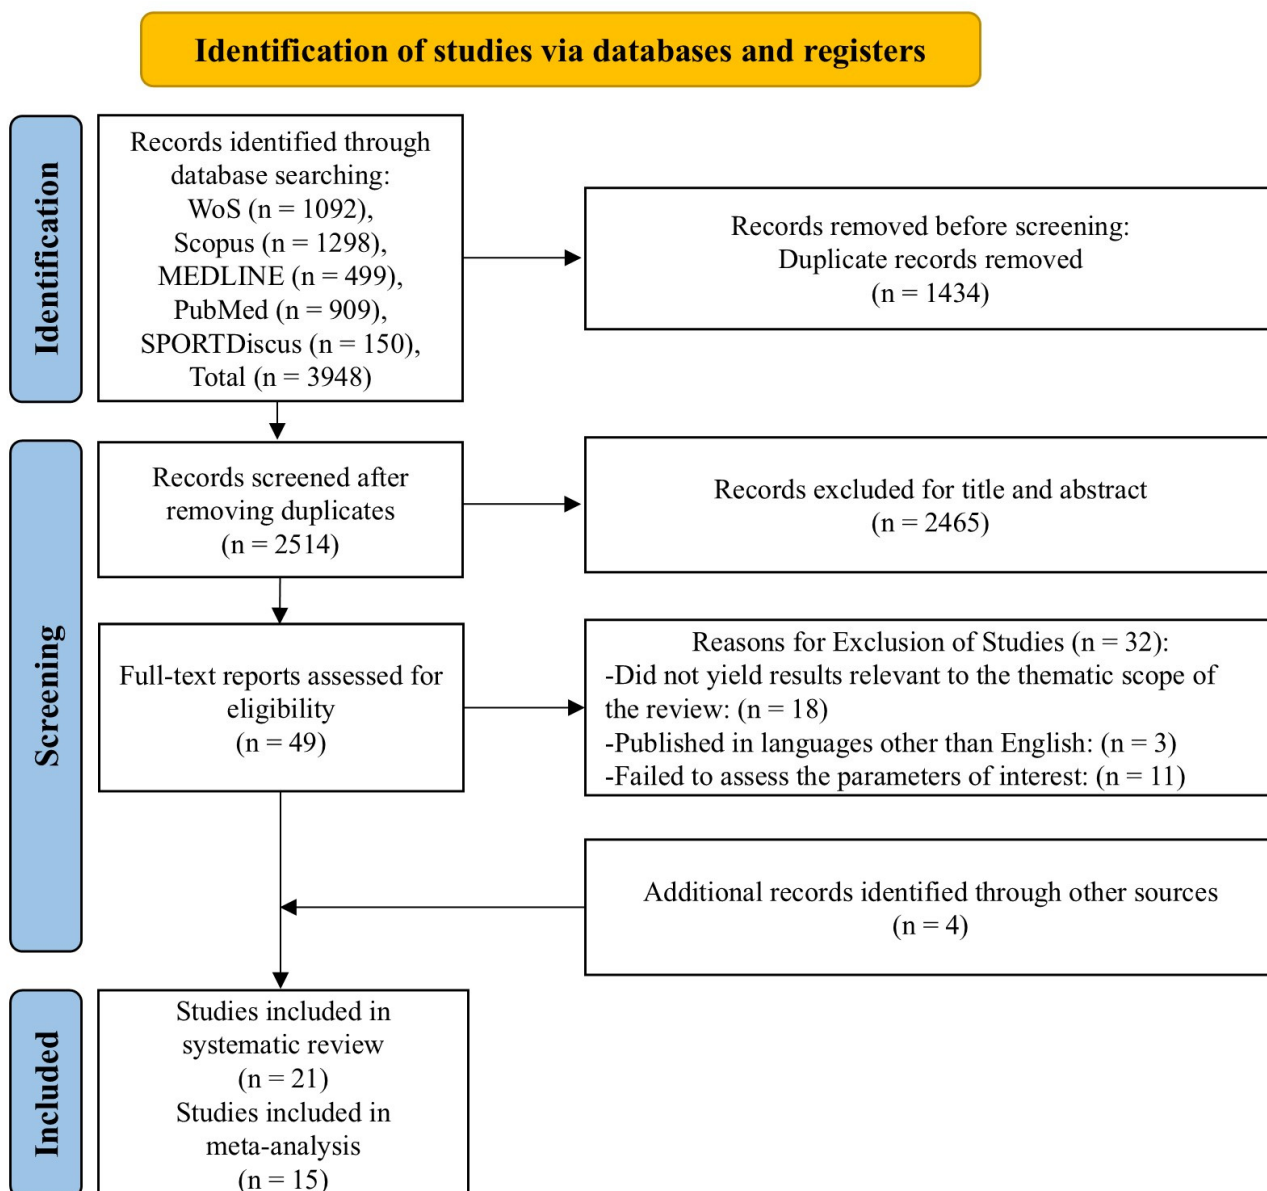 Identification of studies via databases and registers
Identification
Records identified through
database searching:
WoS (n = 1092),
Scopus (n = 1298),
MEDLINE (n = 499),
PubMed (n = 909),
SPORTDiscus (n = 150),
Total (n = 3948)
Records removed before screening:
Duplicate records removed
(n = 1434)
Screening
Records screened after
removing duplicates
(n = 2514)
Records excluded for title and abstract
(n = 2465)
Full-text reports assessed for
eligibility
(n = 49)
Reasons for Exclusion of Studies (n = 32):
-Did not yield results relevant to the thematic scope of
the review: (n = 18)
-Published in languages other than English: (n = 3)
-Failed to assess the parameters of interest: (n = 11)
Additional records identified through other sources
(n = 4)
Included
Studies included in
systematic review
(n = 21)
Studies included in
meta-analysis
(n = 15)